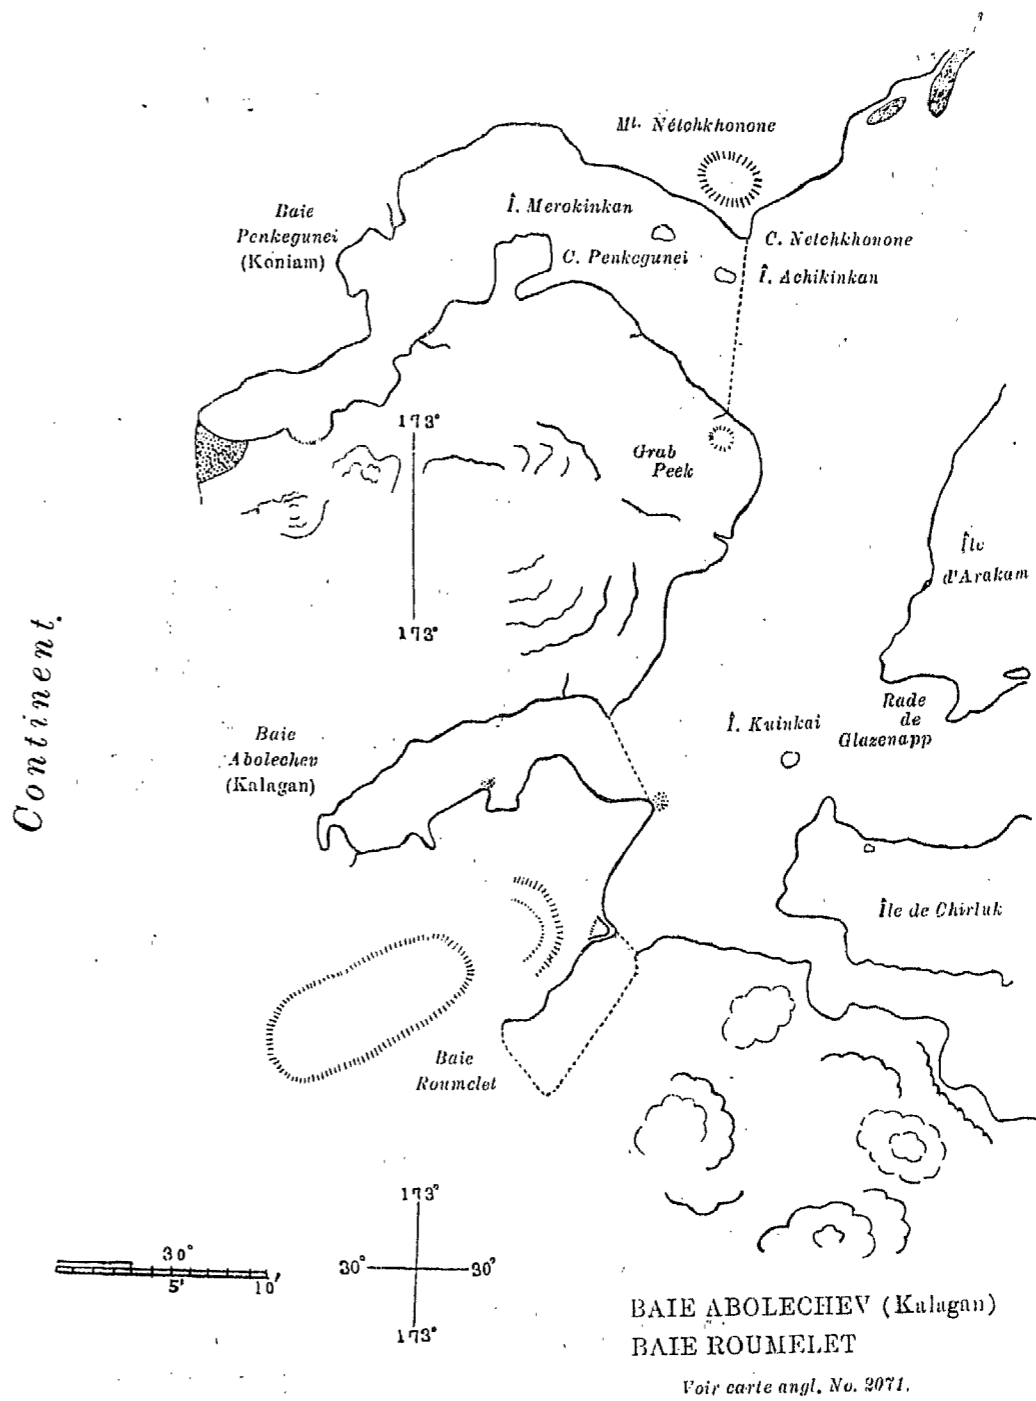 Mt. Nétchkhonone
Î. Merokinkan
Baie
Penkegunei
(Koniam)
C. Penkegunei
C. Netchkhonone
Î. Achikinkan
173°
Grab
Peek
Île
d'Arakam
173°
Continent.
Rade
de
Glazenapp
Î. Kuinkai
Baie
Abolechev
(Kalagan)
Île de Chirluk
Baie
Roumelet
173°
30°
5'
10'
30°
30'
173°
BAIE ABOLECHEV (Kalagan)
BAIE ROUMELET
Voir carte angl. No. 2071.